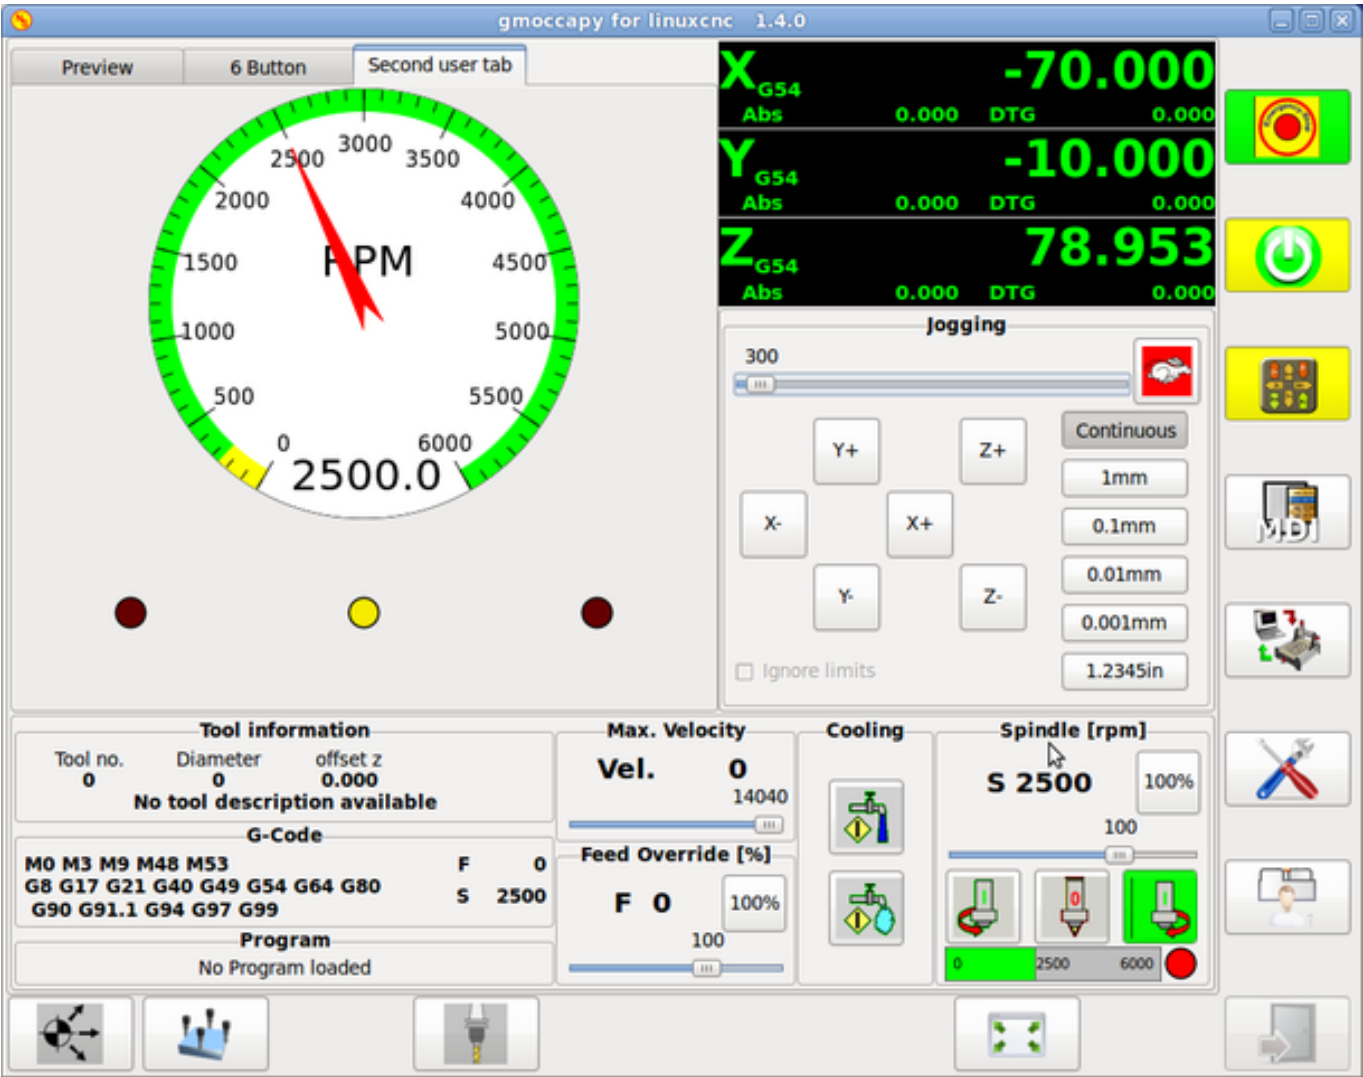 gmoccapy for linuxcnc 1.4.0
Preview
6 Button
Second user tab
0
500
1000
1500
2000
2500
3000
3500
4000
4500
5000
5500
6000
RPM
2500.0
X G54 -70.000
Abs 0.000 DTG 0.000
Y G54 -10.000
Abs 0.000 DTG 0.000
Z G54 78.953
Abs 0.000 DTG 0.000
Jogging
300
Y+
Z+
X-
X+
Y-
Z-
Continuous
1mm
0.1mm
0.01mm
0.001mm
1.2345in
Ignore limits
MDI
Tool information
Tool no. Diameter offset z
0 0 0.000
No tool description available
G-Code
M0 M3 M9 M48 M53
G8 G17 G21 G40 G49 G54 G64 G80
G90 G91.1 G94 G97 G99
F 0
S 2500
Program
No Program loaded
Max. Velocity
Vel. 0
14040
Feed Override [%]
F 0
100%
100
Cooling
Spindle [rpm]
S 2500
100%
100
0 2500 6000